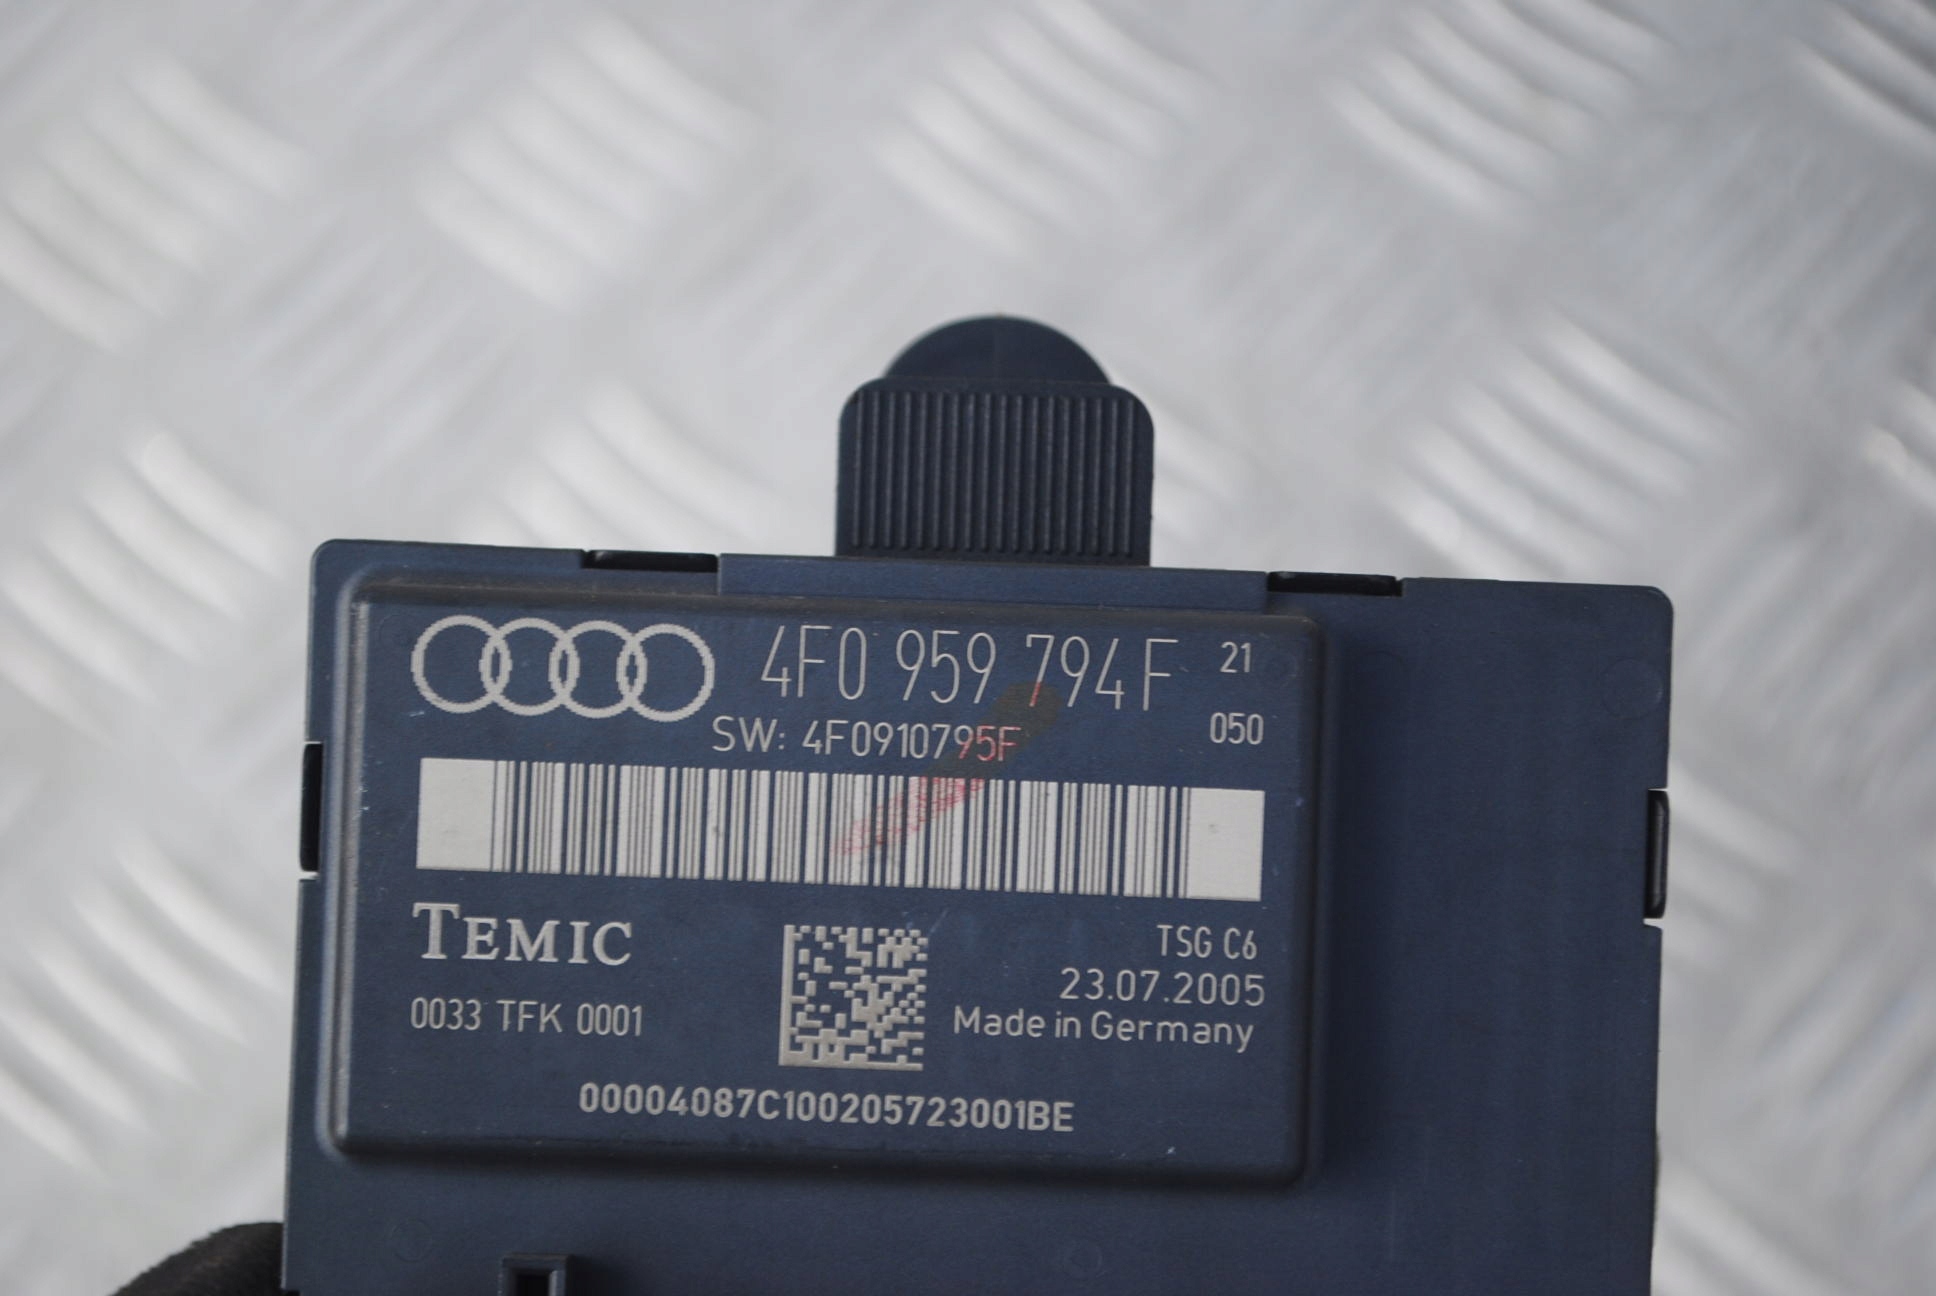 4F0 959 794 F 21
SW: 4F0910795F 050
TEMIC
TSG C6
23.07.2005
0033 TFK 0001
Made in Germany
00004087C100205723001BE